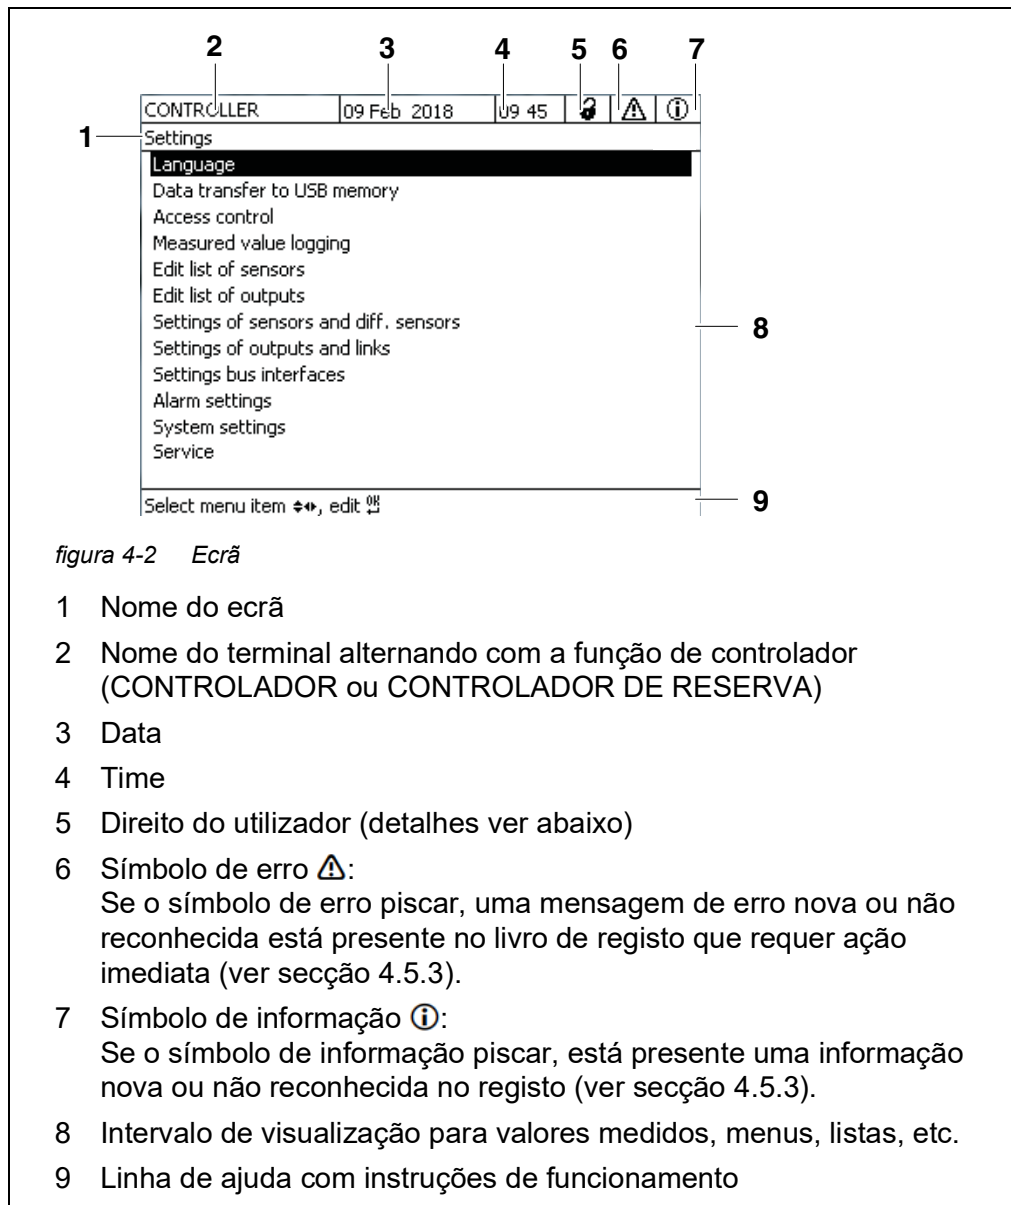 2 3 4 5 6 7
CONTROLLER 09 Feb 2018 09 45
1
Settings
Language
Data transfer to USB memory
Access control
Measured value logging
Edit list of sensors
Edit list of outputs
Settings of sensors and diff. sensors
8
Settings of outputs and links
Settings bus interfaces
Alarm settings
System settings
Service
Select menu item, edit OK
9
figura 4-2 Ecrã
1 Nome do ecrã
2 Nome do terminal alternando com a função de controlador
(CONTROLADOR ou CONTROLADOR DE RESERVA)
3 Data
4 Time
5 Direito do utilizador (detalhes ver abaixo)
6 Símbolo de erro ⚠:
Se o símbolo de erro piscar, uma mensagem de erro nova ou não
reconhecida está presente no livro de registo que requer ação
imediata (ver secção 4.5.3).
7 Símbolo de informação ⓘ:
Se o símbolo de informação piscar, está presente uma informação
nova ou não reconhecida no registo (ver secção 4.5.3).
8 Intervalo de visualização para valores medidos, menus, listas, etc.
9 Linha de ajuda com instruções de funcionamento